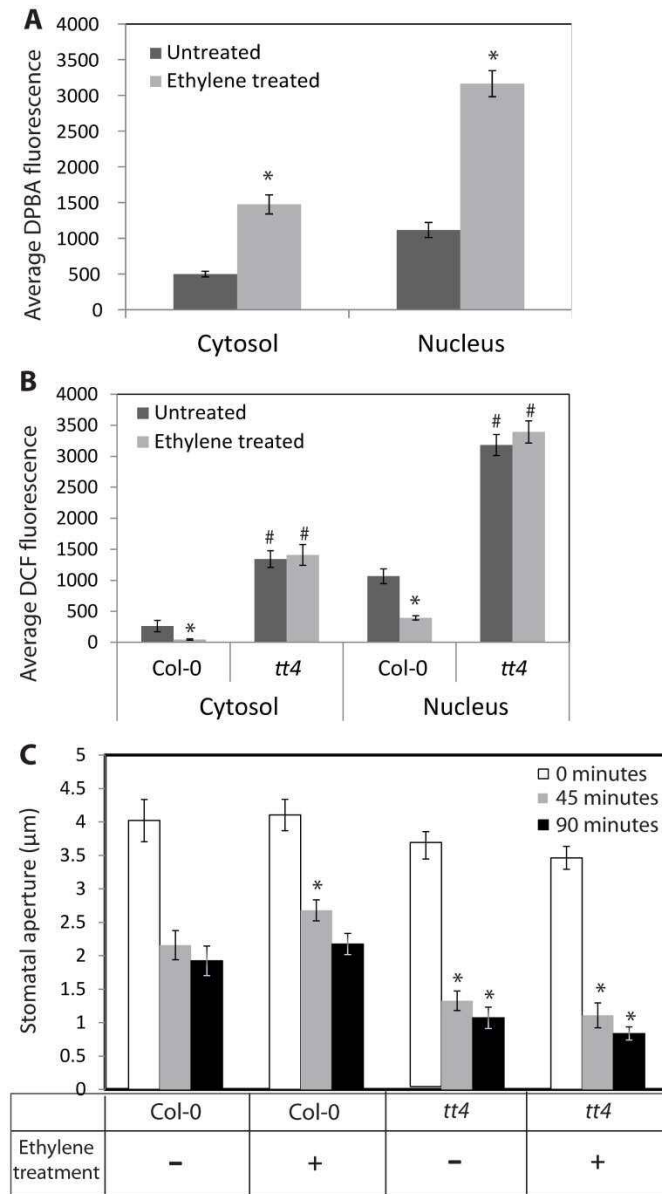 A
Average DPBA fluorescence
4000
3500
3000
2500
2000
1500
1000
500
0
Untreated
Ethylene treated
*
*
Cytosol
Nucleus
B
Average DCF fluorescence
4000
3500
3000
2500
2000
1500
1000
500
0
Untreated
Ethylene treated
*
# #
*
# #
Col-0 tt4 Col-0 tt4
Cytosol Nucleus
C
Stomatal aperture (µm)
5
4.5
4
3.5
3
2.5
2
1.5
1
0.5
0
0 minutes
45 minutes
90 minutes
*
* *
* *
Col-0 Col-0 tt4 tt4
Ethylene
treatment
− + − +